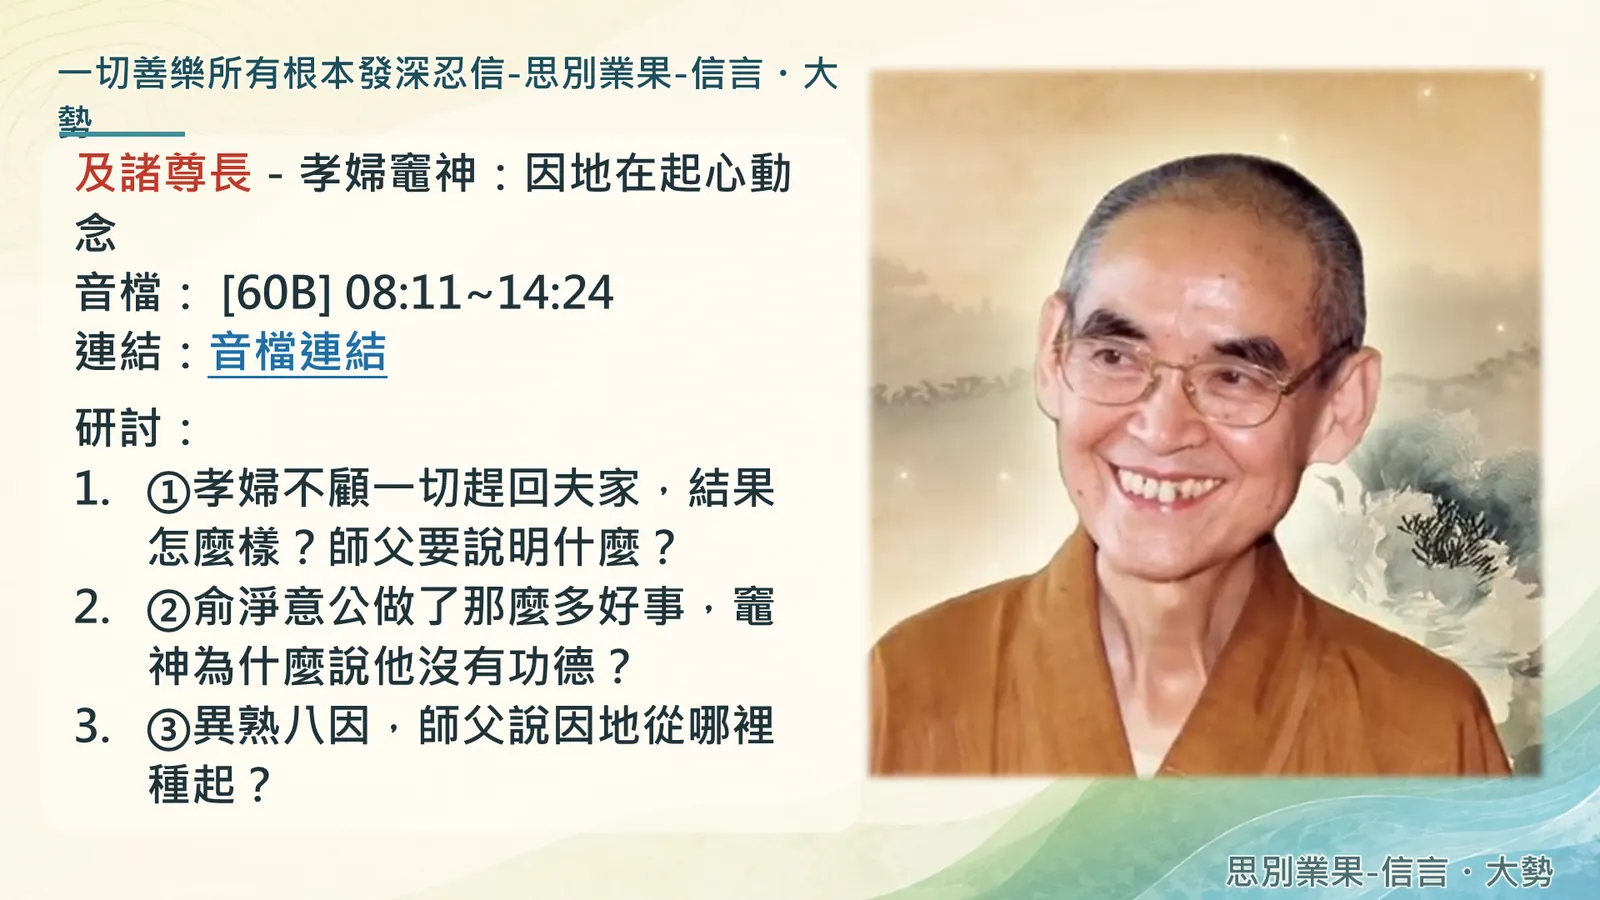 一切善樂所有根本發深忍信-思別業果-信言．大
勢
及諸尊長 - 孝婦竈神：因地在起心動
念
音檔： [60B] 08:11~14:24
連結：音檔連結
研討：
1. ①孝婦不顧一切趕回夫家，結果
怎麼樣？師父要說明什麼？
2. ②俞淨意公做了那麼多好事，竈
神為什麼說他沒有功德？
3. ③異熟八因，師父說因地從哪裡
種起？
思別業果-信言．大勢